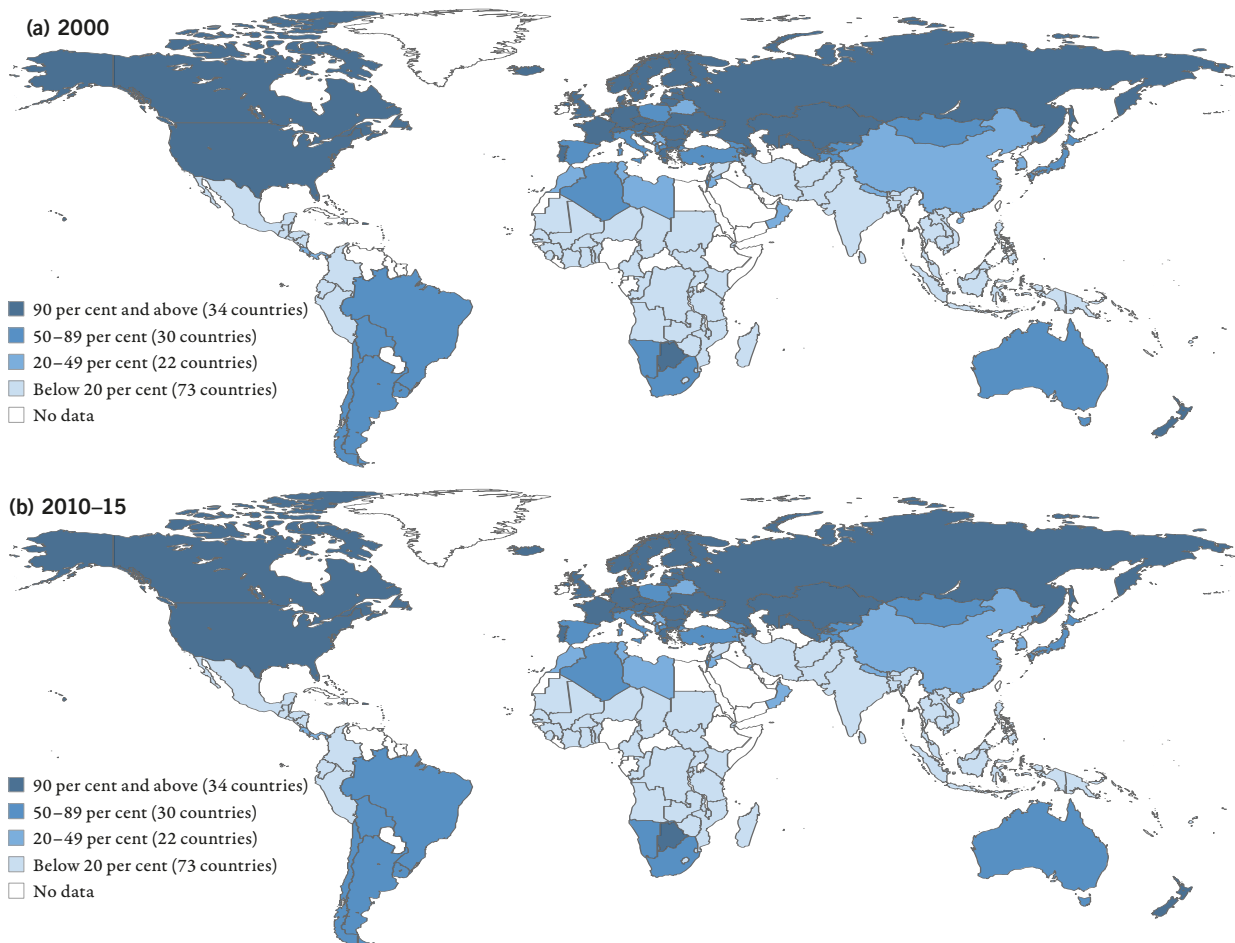 (a) 2000
90 per cent and above (34 countries)
50–89 per cent (30 countries)
20–49 per cent (22 countries)
Below 20 per cent (73 countries)
No data
(b) 2010–15
90 per cent and above (34 countries)
50–89 per cent (30 countries)
20–49 per cent (22 countries)
Below 20 per cent (73 countries)
No data